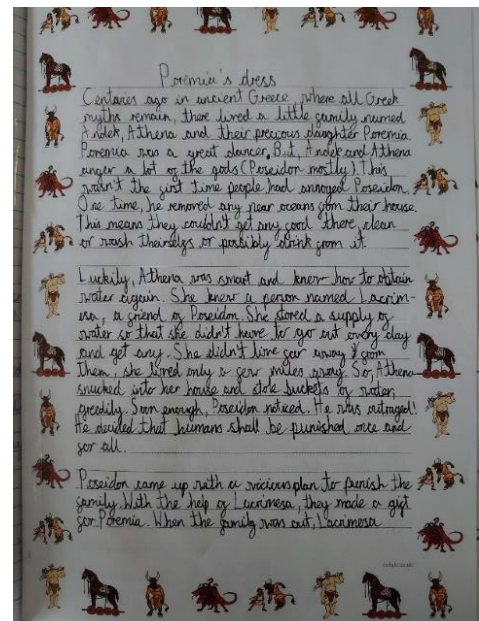 Poremia's dress
Centaries ago in ancient Greece, where all Greek
myths remain, there lived a little family named
Andek, Athena and their precious daughter Poremia.
Poremia was a great dancer. But, Andek and Athena
anger a lot of the gods (Poseidon mostly). This
wasn't the first time people had annoyed Poseidon.
One time, he removed any near oceans from their house.
This means they couldn't get any food there, clean
or wash theirselfs or possibly drink from it.
Luckily, Athena was smart and knew how to obtain
water again. She knew a person named Lacrim-
esa, a friend of Poseidon. She stored a supply of
water so that she didn't have to go out every day
and get any. She didn't live far away from
them, she lived only a few miles away. So, Athena
snucked into her house and stole buckets of water,
greedily. Soon enough, Poseidon noticed. He was outraged!
He decided that humans shall be punished once and
for all.
Poseidon came up with a vicious plan to punish the
family. With the help of Lacrimesa, they made a gift
for Poremia. When the family was out, Lacrimesa